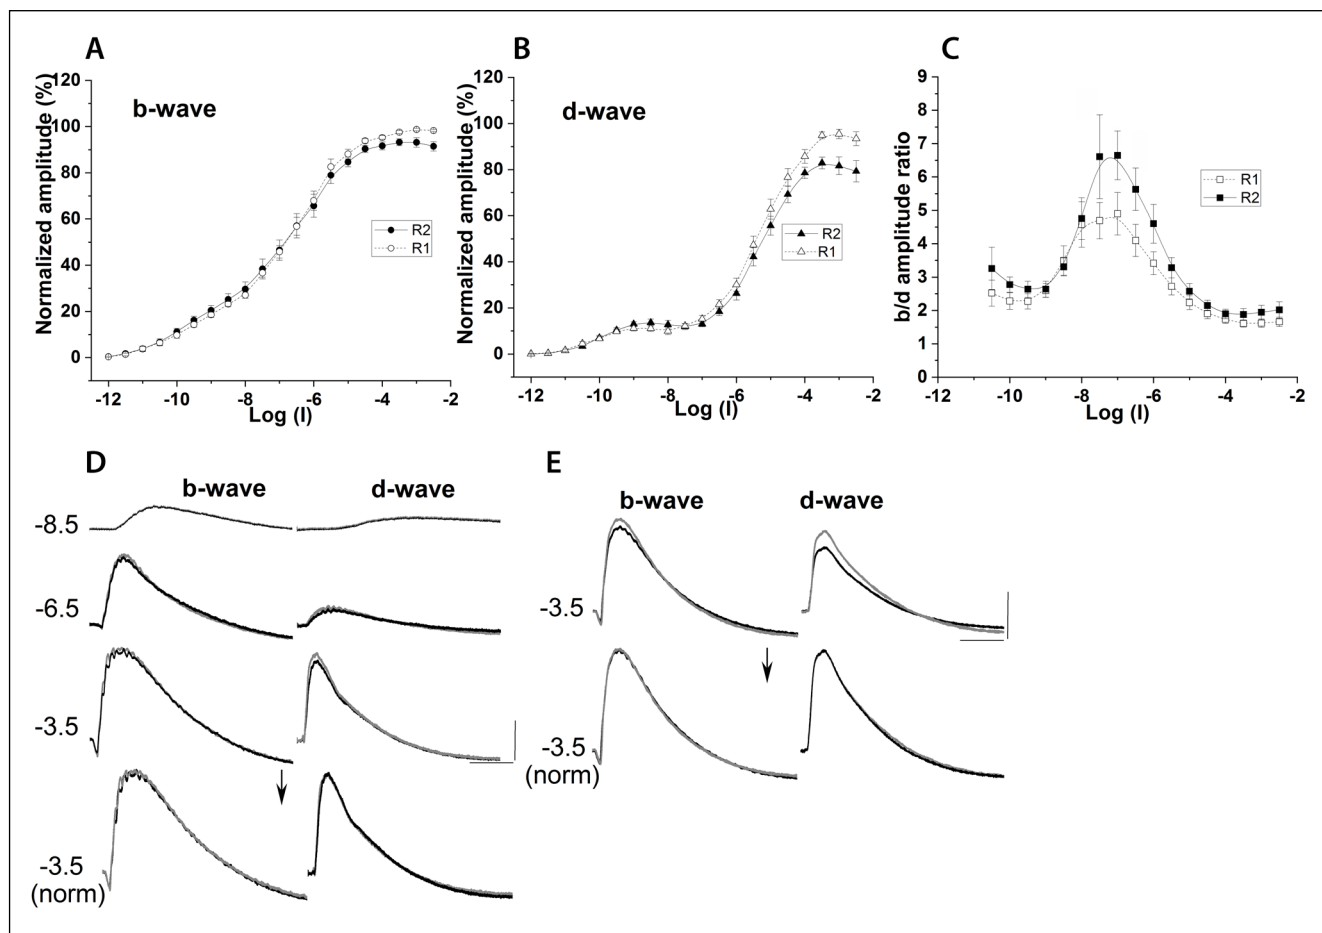 A
B
C
Normalized amplitude (%)
120
100
80
60
40
20
0
b-wave
R2
R1
-12
-10
-8
-6
-4
-2
Log (I)
Normalized amplitude (%)
120
100
80
60
40
20
0
d-wave
R2
R1
-12
-10
-8
-6
-4
-2
Log (I)
b/d amplitude ratio
9
8
7
6
5
4
3
2
1
0
R1
R2
-12
-10
-8
-6
-4
-2
Log (I)
D
b-wave
d-wave
-8.5
-6.5
-3.5
-3.5
(norm)
E
b-wave
d-wave
-3.5
-3.5
(norm)